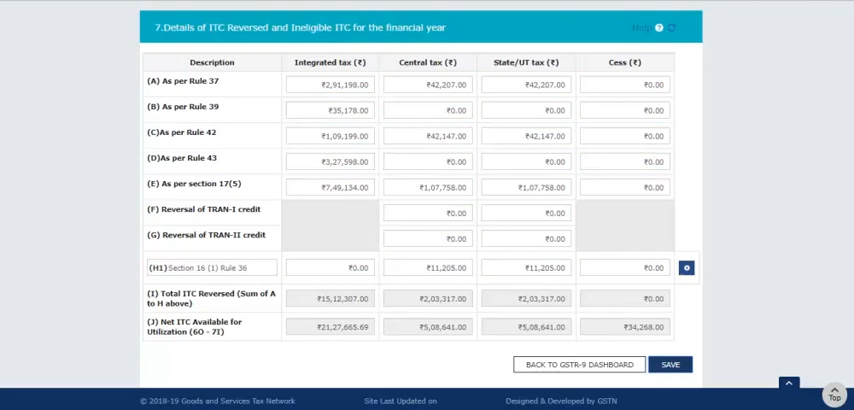 7.Details of ITC Reversed and Ineligible ITC for the financial year Help ?
Description Integrated tax (₹) Central tax (₹) State/UT tax (₹) Cess (₹)
(A) As per Rule 37 ₹2,91,198.00 ₹42,207.00 ₹42,207.00 ₹0.00
(B) As per Rule 39 ₹35,178.00 ₹0.00 ₹0.00 ₹0.00
(C)As per Rule 42 ₹1,09,199.00 ₹42,147.00 ₹42,147.00 ₹0.00
(D)As per Rule 43 ₹3,27,598.00 ₹0.00 ₹0.00 ₹0.00
(E) As per section 17(5) ₹7,49,134.00 ₹1,07,758.00 ₹1,07,758.00 ₹0.00
(F) Reversal of TRAN-I credit ₹0.00 ₹0.00
(G) Reversal of TRAN-II credit ₹0.00 ₹0.00
(H1) Section 16 (1) Rule 36 ₹0.00 ₹11,205.00 ₹11,205.00 ₹0.00
(I) Total ITC Reversed (Sum of A
to H above) ₹15,12,307.00 ₹2,03,317.00 ₹2,03,317.00 ₹0.00
(J) Net ITC Available for
Utilization (6O - 7I) ₹21,27,665.69 ₹5,08,641.00 ₹5,08,641.00 ₹34,268.00
BACK TO GSTR-9 DASHBOARD SAVE
Top
© 2018-19 Goods and Services Tax Network Site Last Updated on Designed & Developed by GSTN